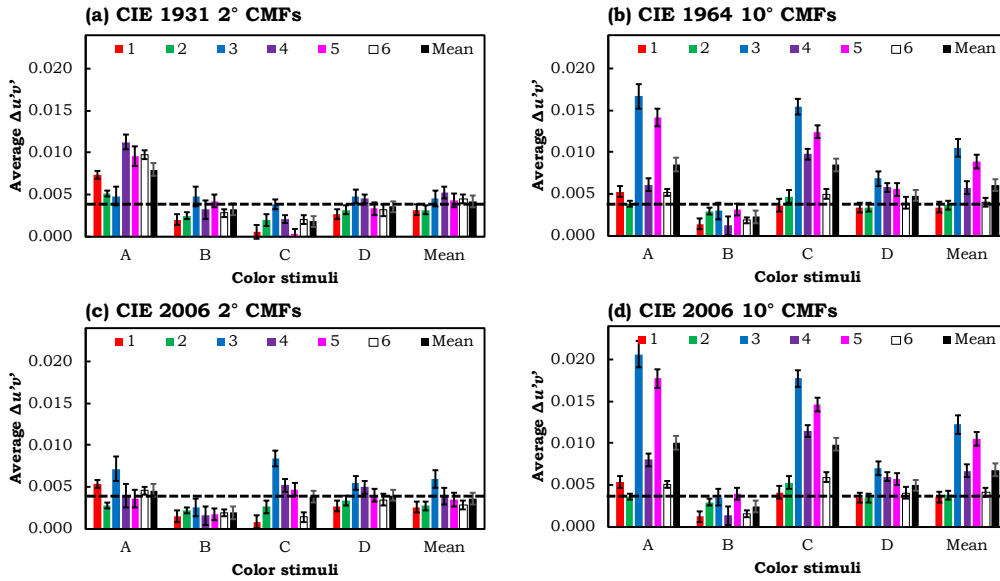 (a) CIE 1931 2° CMFs
1 2 3 4 5 6 Mean
0.020
0.015
0.010
0.005
0.000
Average Δu'v'
A B C D Mean
Color stimuli
(b) CIE 1964 10° CMFs
1 2 3 4 5 6 Mean
0.020
0.015
0.010
0.005
0.000
Average Δu'v'
A B C D Mean
Color stimuli
(c) CIE 2006 2° CMFs
1 2 3 4 5 6 Mean
0.020
0.015
0.010
0.005
0.000
Average Δu'v'
A B C D Mean
Color stimuli
(d) CIE 2006 10° CMFs
1 2 3 4 5 6 Mean
0.020
0.015
0.010
0.005
0.000
Average Δu'v'
A B C D Mean
Color stimuli